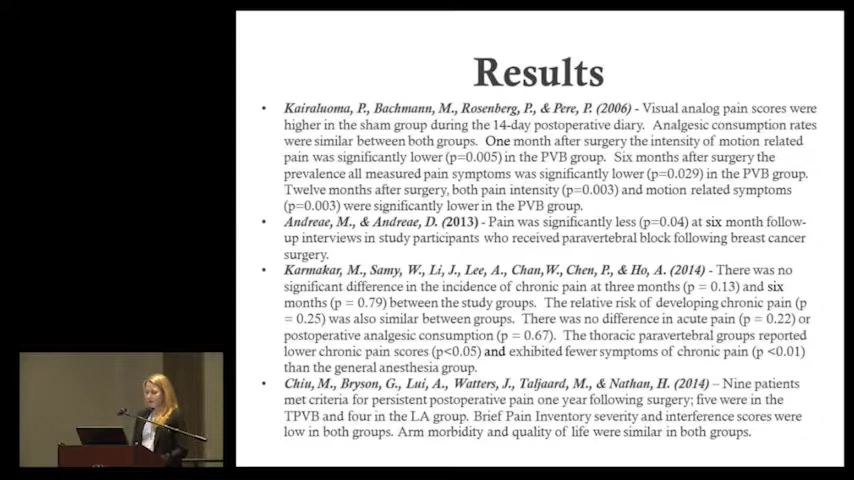 Results
• Kairaluoma, P., Bachmann, M., Rosenberg, P., & Pere, P. (2006) - Visual analog pain scores were
higher in the sham group during the 14-day postoperative diary. Analgesic consumption rates
were similar between both groups. One month after surgery the intensity of motion related
pain was significantly lower (p=0.005) in the PVB group. Six months after surgery the
prevalence all measured pain symptoms was significantly lower (p=0.029) in the PVB group.
Twelve months after surgery, both pain intensity (p=0.003) and motion related symptoms
(p=0.003) were significantly lower in the PVB group.
• Andreae, M., & Andreae, D. (2013) - Pain was significantly less (p=0.04) at six month follow-
up interviews in study participants who received paravertebral block following breast cancer
surgery.
• Karmakar, M., Samy, W., Li, J., Lee, A., Chan,W., Chen, P., & Ho, A. (2014) - There was no
significant difference in the incidence of chronic pain at three months (p = 0.13) and six
months (p = 0.79) between the study groups. The relative risk of developing chronic pain (p
= 0.25) was also similar between groups. There was no difference in acute pain (p = 0.22) or
postoperative analgesic consumption (p = 0.67). The thoracic paravertebral groups reported
lower chronic pain scores (p<0.05) and exhibited fewer symptoms of chronic pain (p <0.01)
than the general anesthesia group.
• Chiu, M., Bryson, G., Lui, A., Watters, J., Taljaard, M., & Nathan, H. (2014) – Nine patients
met criteria for persistent postoperative pain one year following surgery; five were in the
TPVB and four in the LA group. Brief Pain Inventory severity and interference scores were
low in both groups. Arm morbidity and quality of life were similar in both groups.